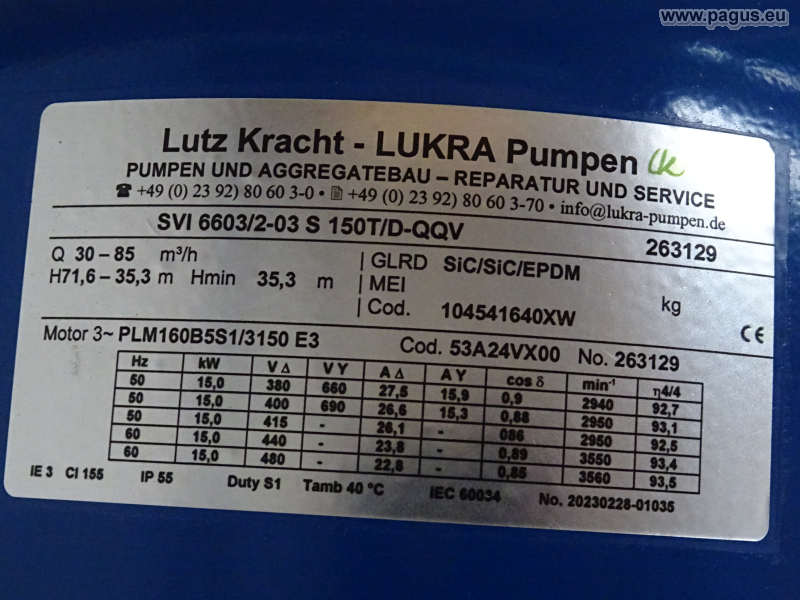 www.pagus.eu
Lutz Kracht - LUKRA Pumpen lk
PUMPEN UND AGGREGATEBAU – REPARATUR UND SERVICE
☎ +49 (0) 23 92) 80 60 3-0 • 🖹 +49 (0) 23 92) 80 60 3-70 • info@lukra-pumpen.de
SVI 6603/2-03 S 150T/D-QQV 263129
Q 30 – 85 m³/h | GLRD SiC/SiC/EPDM
H71,6 – 35,3 m Hmin 35,3 m | MEI
| Cod. 104541640XW kg
CE
Motor 3~ PLM160B5S1/3150 E3 Cod. 53A24VX00 No. 263129
Hz kW V Δ V Y A Δ A Y cos δ min⁻¹ η4/4
50 15,0 380 660 27,5 15,9 0,9 2940 92,7
50 15,0 400 690 26,6 15,3 0,88 2950 93,1
50 15,0 415 - 26,1 - 086 2950 92,5
60 15,0 440 - 23,8 - 0,89 3550 93,4
60 15,0 480 - 22,8 - 0,85 3560 93,5
IE 3 Cl 155 IP 55 Duty S1 Tamb 40 °C IEC 60034 No. 20230228-01035